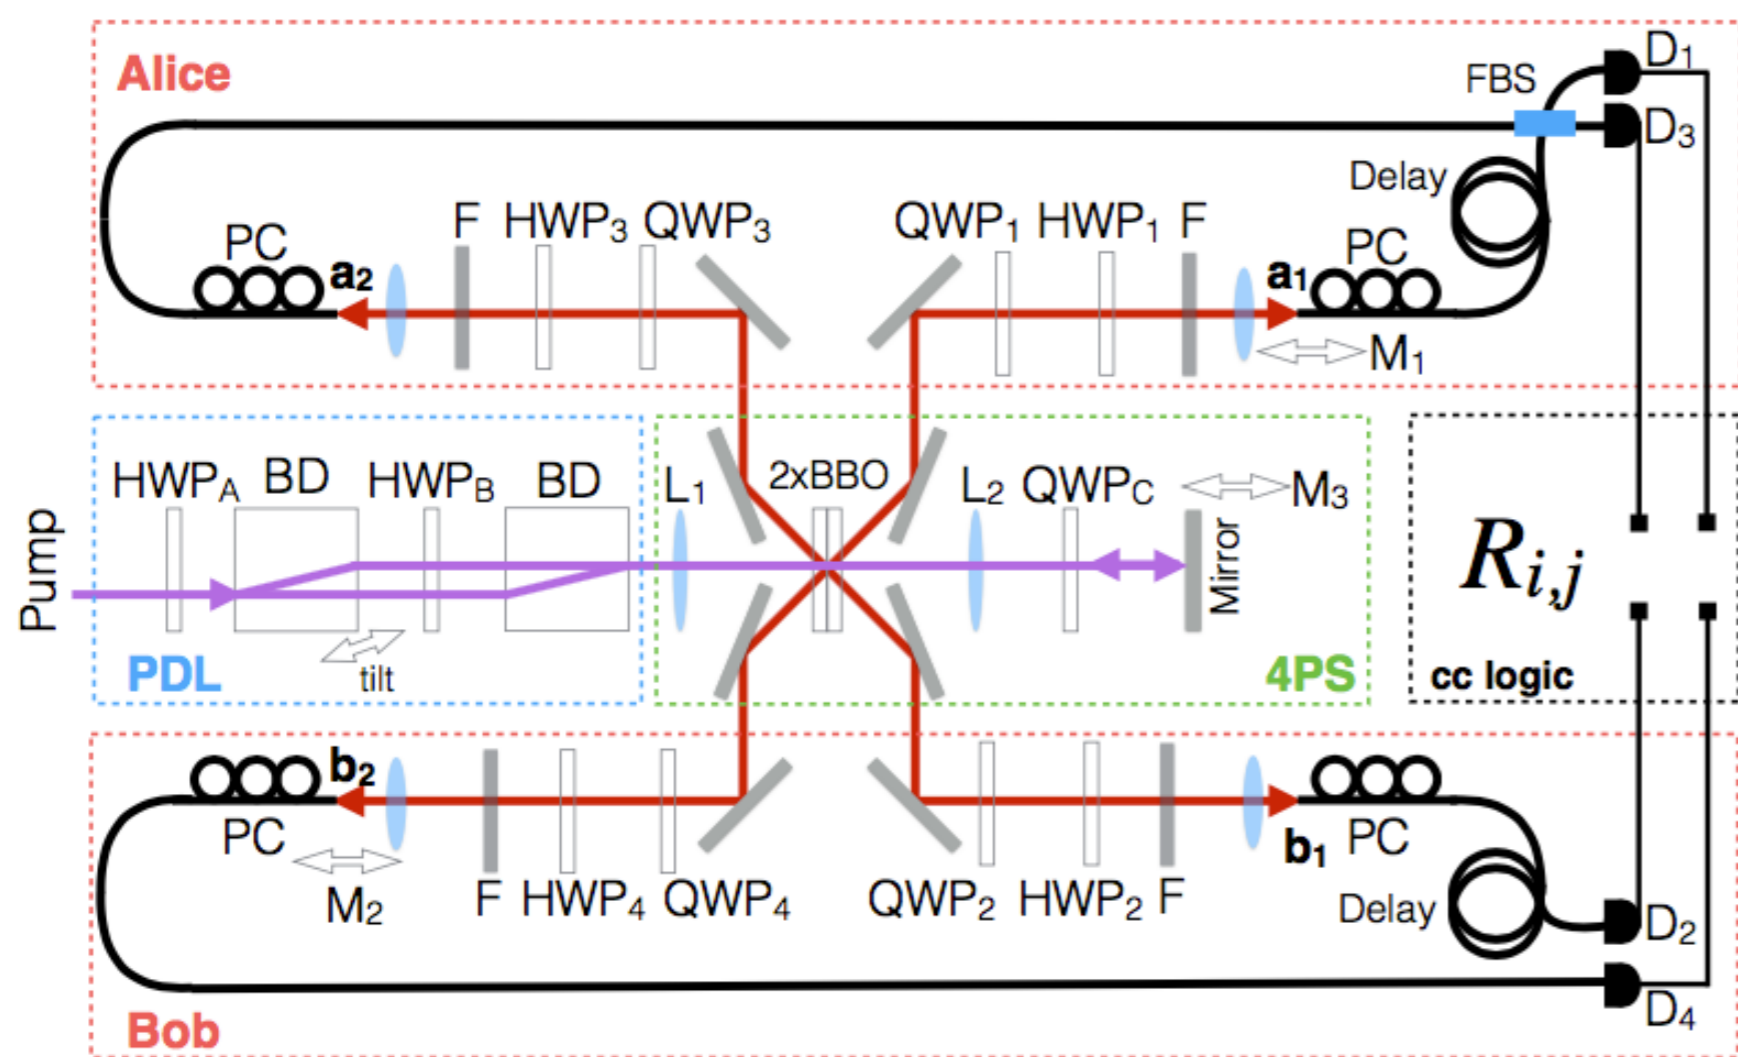 Alice
D1
FBS
D3
Delay
F HWP3 QWP3
QWP1 HWP1 F
PC
a2
a1
PC
M1
HWPA BD HWPB BD
L1
2xBBO
L2 QWPC
M3
Pump
Mirror
Ri,j
PDL
tilt
4PS
cc logic
b2
PC
M2
F HWP4 QWP4
QWP2 HWP2 F
b1
PC
Delay
D2
D4
Bob